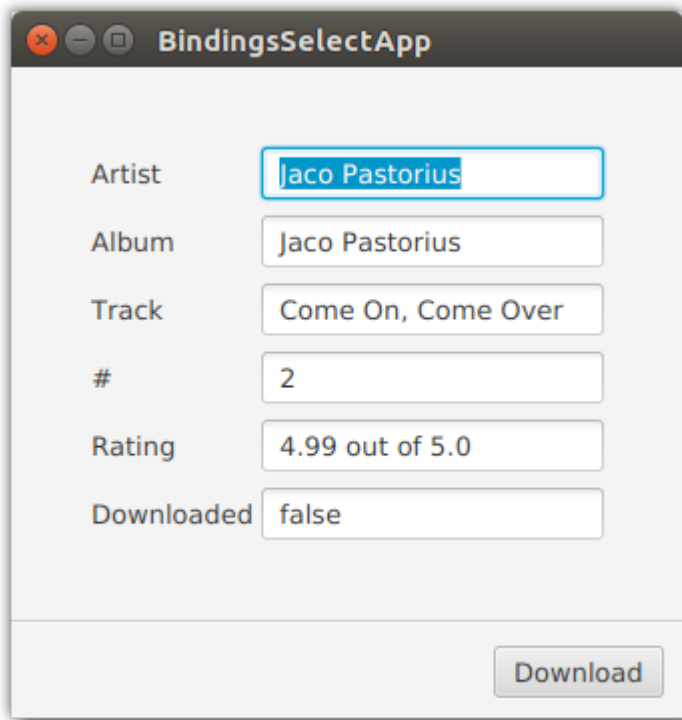 BindingsSelectApp
Artist Jaco Pastorius
Album Jaco Pastorius
Track Come On, Come Over
# 2
Rating 4.99 out of 5.0
Downloaded false
Download